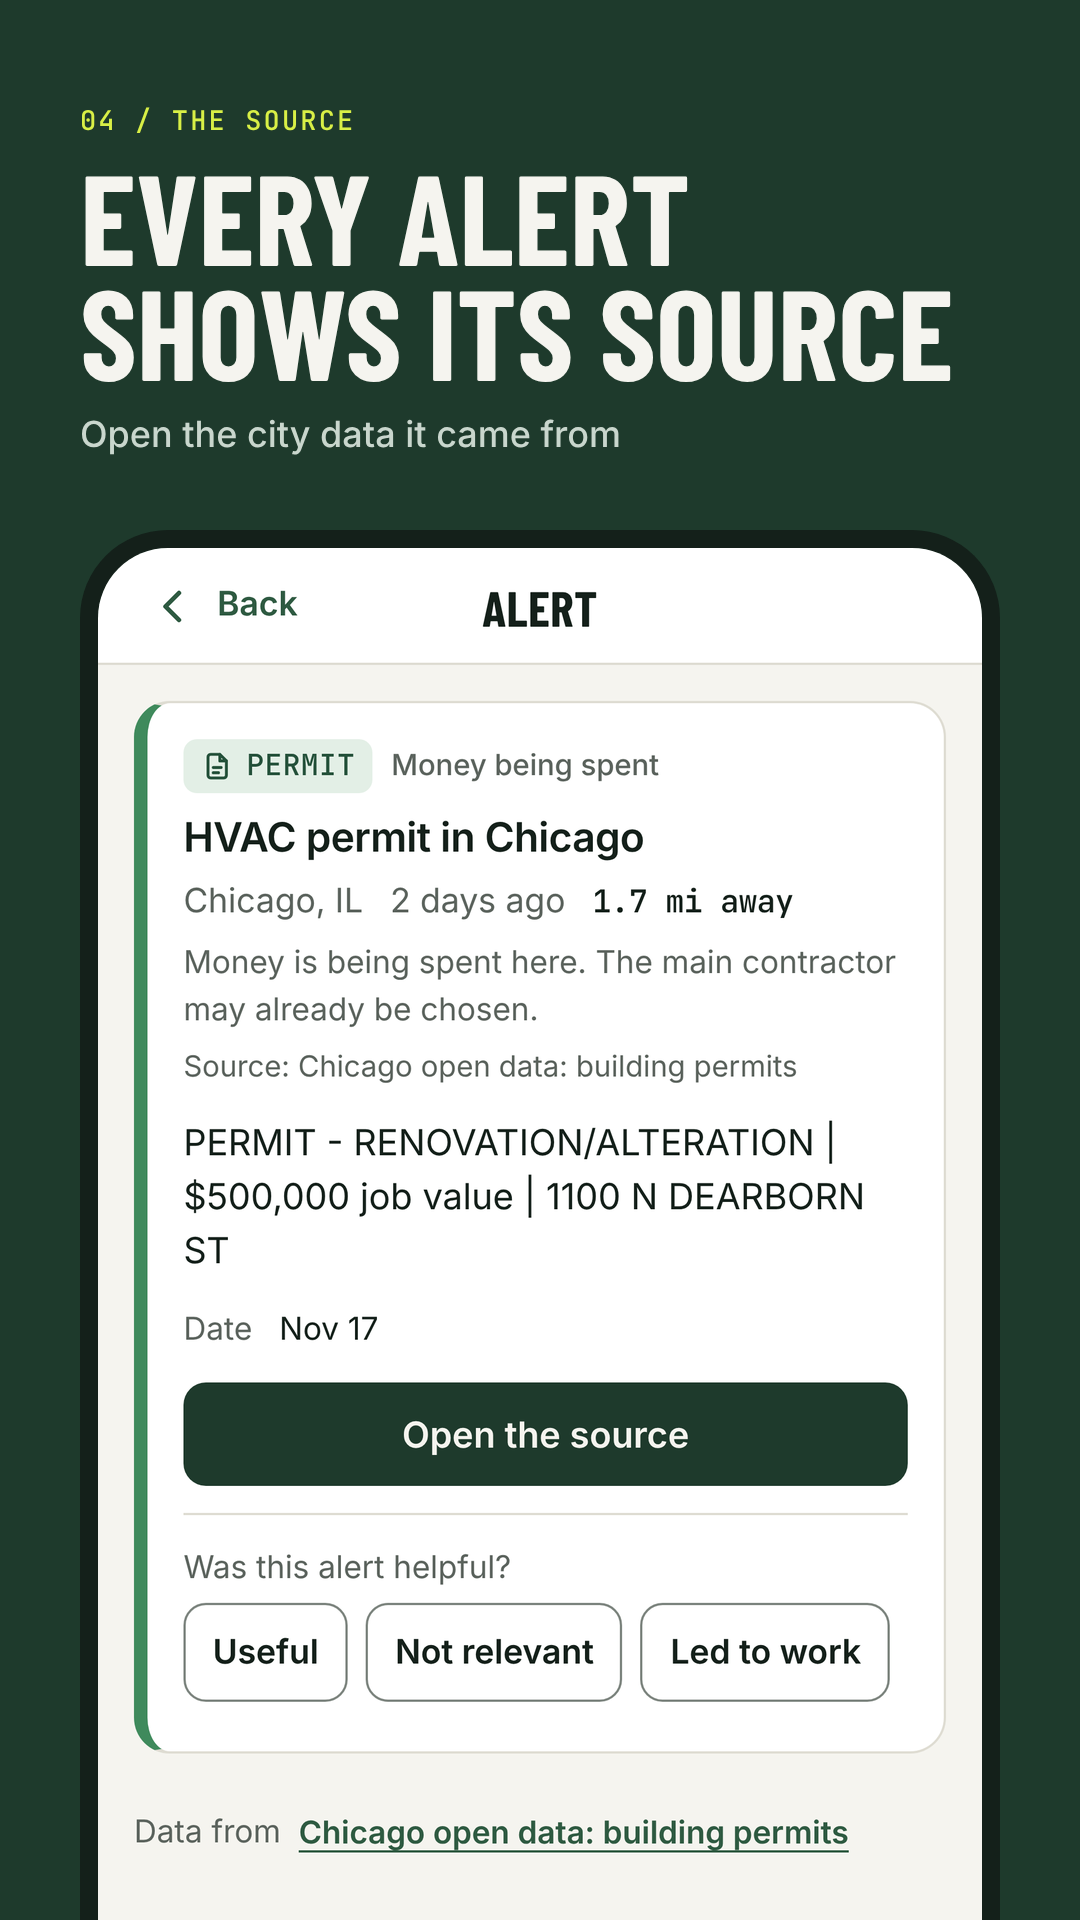 04 / THE SOURCE
EVERY ALERT
SHOWS ITS SOURCE
Open the city data it came from
Back
ALERT
PERMIT Money being spent
HVAC permit in Chicago
Chicago, IL 2 days ago 1.7 mi away
Money is being spent here. The main contractor
may already be chosen.
Source: Chicago open data: building permits
PERMIT - RENOVATION/ALTERATION |
$500,000 job value | 1100 N DEARBORN
ST
Date Nov 17
Open the source
Was this alert helpful?
Useful Not relevant Led to work
Data from Chicago open data: building permits